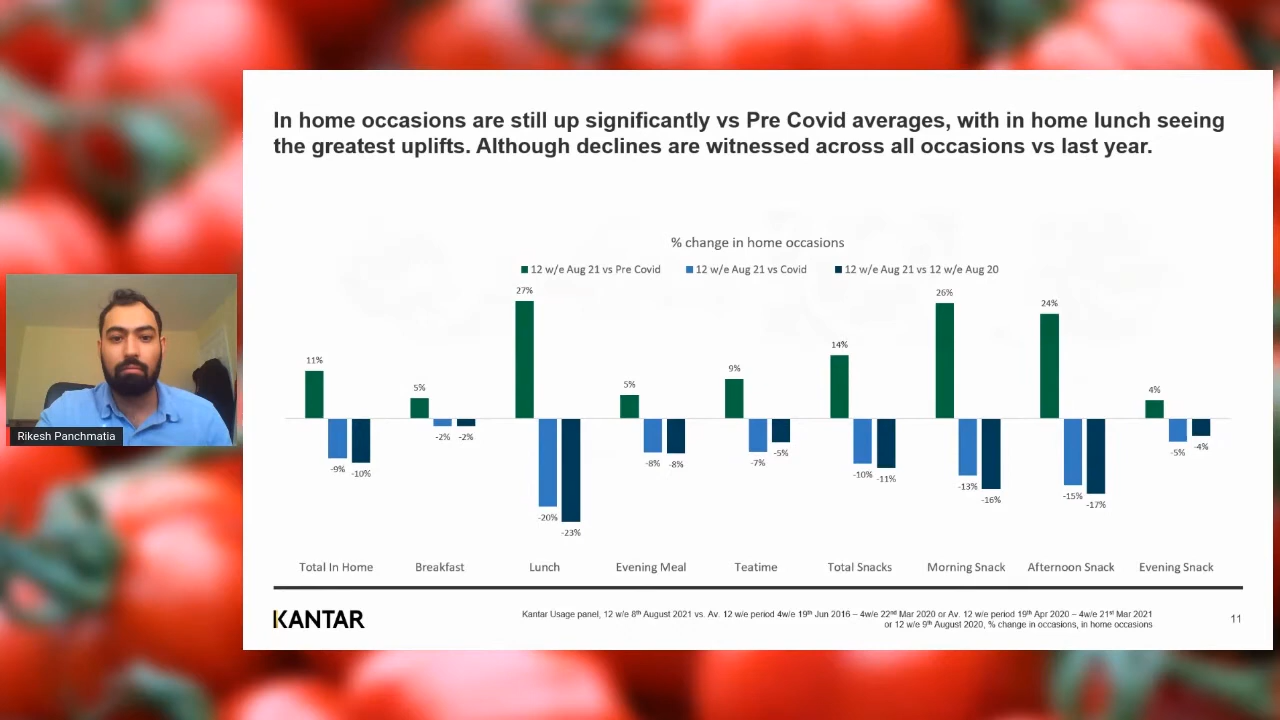 In home occasions are still up significantly vs Pre Covid averages, with in home lunch seeing
the greatest uplifts. Although declines are witnessed across all occasions vs last year.
% change in home occasions
12 w/e Aug 21 vs Pre Covid 12 w/e Aug 21 vs Covid 12 w/e Aug 21 vs 12 w/e Aug 20
11% 5% 27% 5% 9% 14% 26% 24% 4%
-9% -10% -2% -2% -20% -23% -8% -8% -7% -5% -10% -11% -13% -16% -15% -17% -5% -4%
Total In Home Breakfast Lunch Evening Meal Teatime Total Snacks Morning Snack Afternoon Snack Evening Snack
Rikesh Panchmatia
KANTAR
Kantar Usage panel, 12 w/e 8th August 2021 vs. Av. 12 w/e period 4w/e 19th Jun 2016 – 4w/e 22nd Mar 2020 or Av. 12 w/e period 19th Apr 2020 – 4w/e 21st Mar 2021
or 12 w/e 9th August 2020, % change in occasions, in home occasions
11